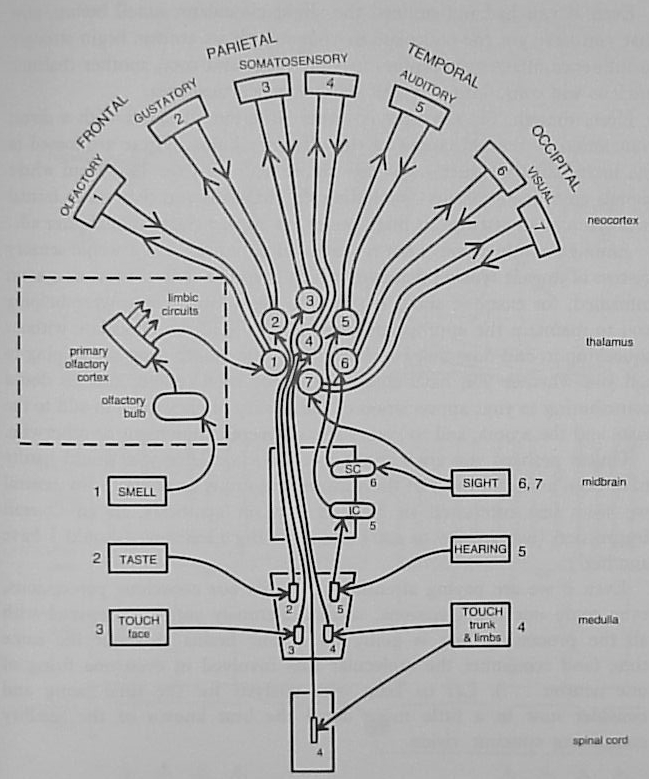 PARIETAL
SOMATOSENSORY
TEMPORAL
AUDITORY
FRONTAL
GUSTATORY
OLFACTORY
OCCIPITAL
VISUAL
1
2
3
4
5
6
7
neocortex
limbic
circuits
primary
olfactory
cortex
olfactory
bulb
1
2
3
4
5
6
7
thalamus
1 SMELL
SC
6
SIGHT 6, 7
midbrain
IC
5
2 TASTE
HEARING 5
2
5
3 TOUCH
face
3
4
TOUCH
trunk
& limbs
4
medulla
4
spinal cord